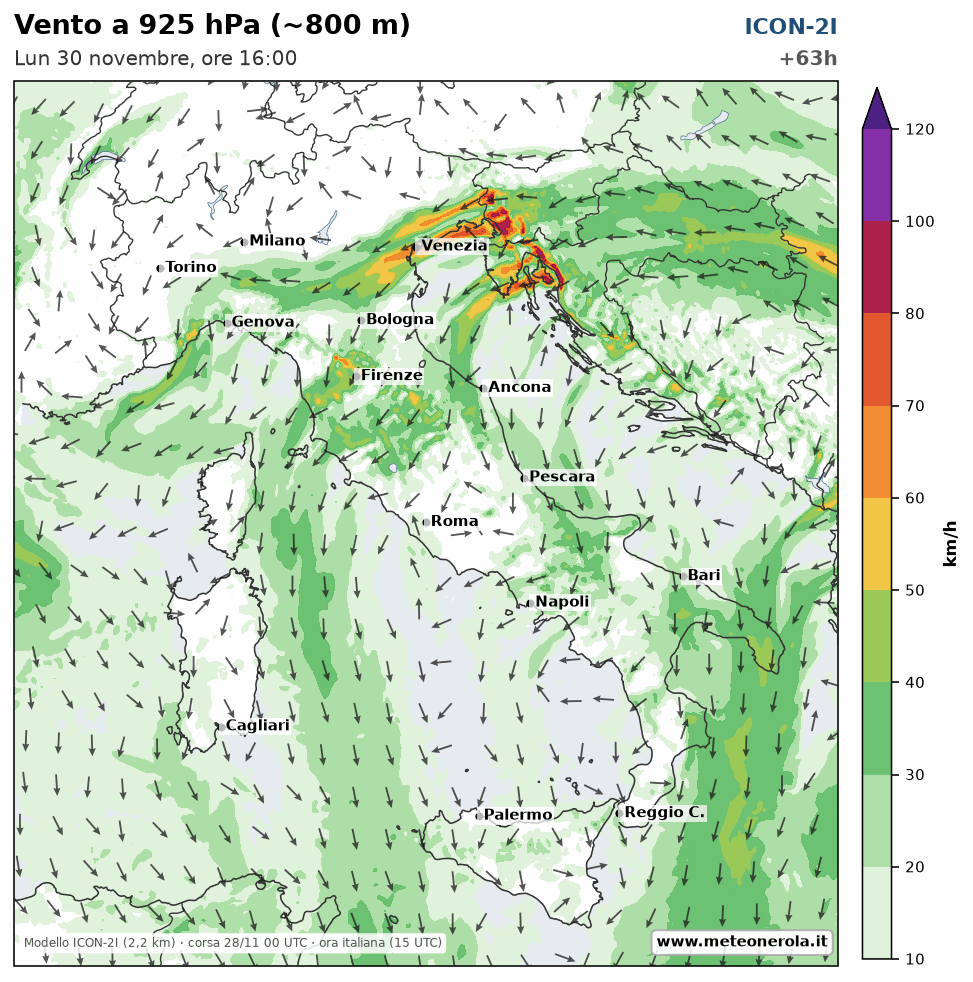 Vento a 925 hPa (~800 m)
ICON-2I
Lun 30 novembre, ore 16:00
+63h
120
100
80
70
60
50
40
30
20
10
km/h
Milano
Venezia
Torino
Genova
Bologna
Firenze
Ancona
Pescara
Roma
Bari
Napoli
Cagliari
Palermo
Reggio C.
Modello ICON-2I (2,2 km) · corsa 28/11 00 UTC · ora italiana (15 UTC)
www.meteonerola.it